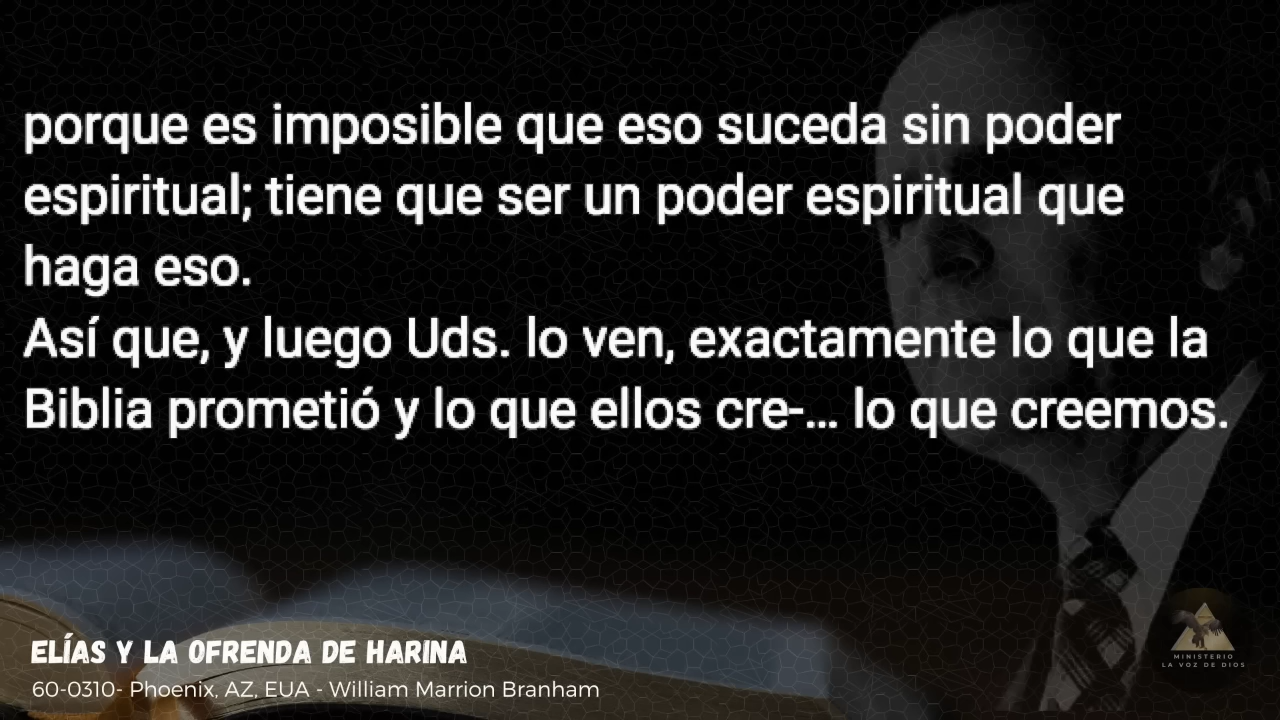 porque es imposible que eso suceda sin poder
espiritual; tiene que ser un poder espiritual que
haga eso.
Así que, y luego Uds. lo ven, exactamente lo que la
Biblia prometió y lo que ellos cre-... lo que creemos.
ELÍAS Y LA OFRENDA DE HARINA
60-0310- Phoenix, AZ, EUA - William Marrion Branham
MINISTERIO
LA VOZ DE DIOS